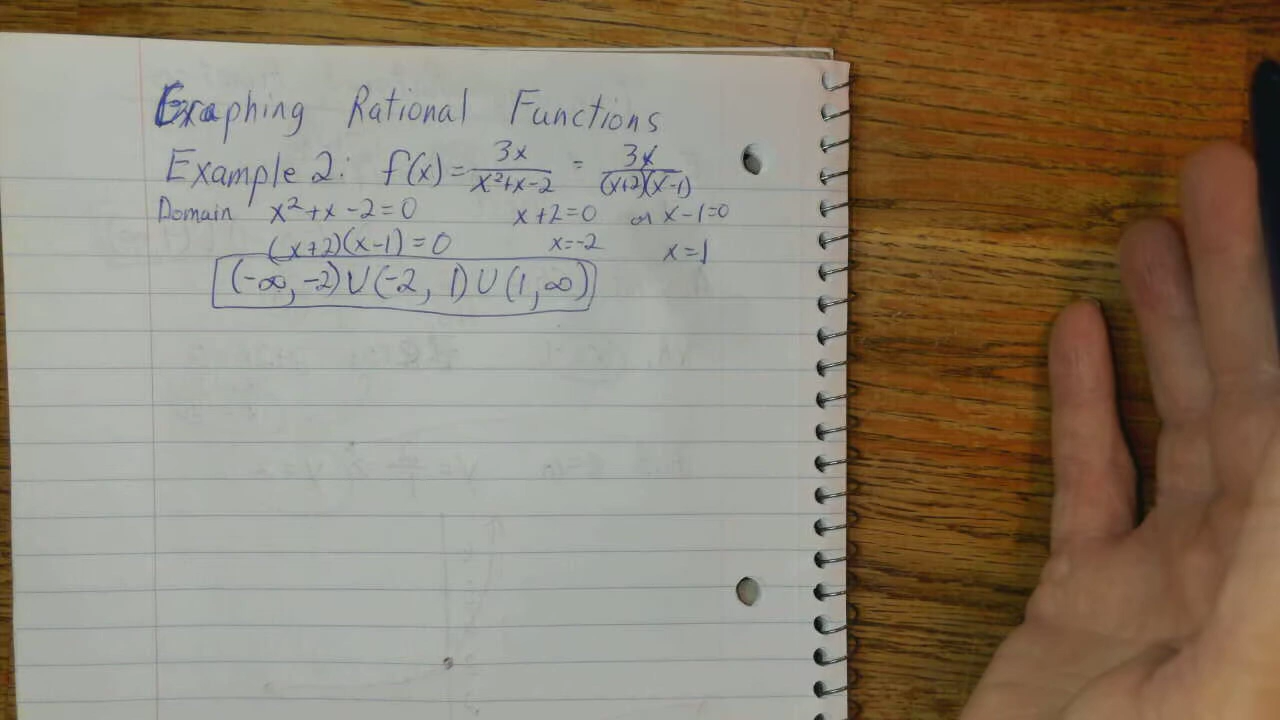 Graphing Rational Functions
Example 2: f(x) = 3x/(x²+x-2) = 3x/((x+2)(x-1))
Domain x²+x-2=0 x+2=0 or x-1=0
(x+2)(x-1)=0 x=-2 x=1
(-∞,-2)∪(-2, 1)∪(1,∞)